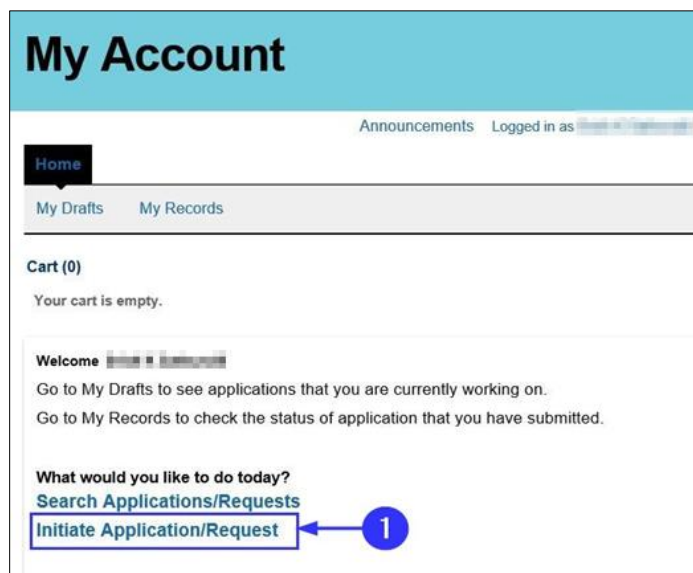 My Account
Announcements Logged in as
Home
My Drafts My Records
Cart (0)
Your cart is empty.
Welcome
Go to My Drafts to see applications that you are currently working on.
Go to My Records to check the status of application that you have submitted.
What would you like to do today?
Search Applications/Requests
Initiate Application/Request 1